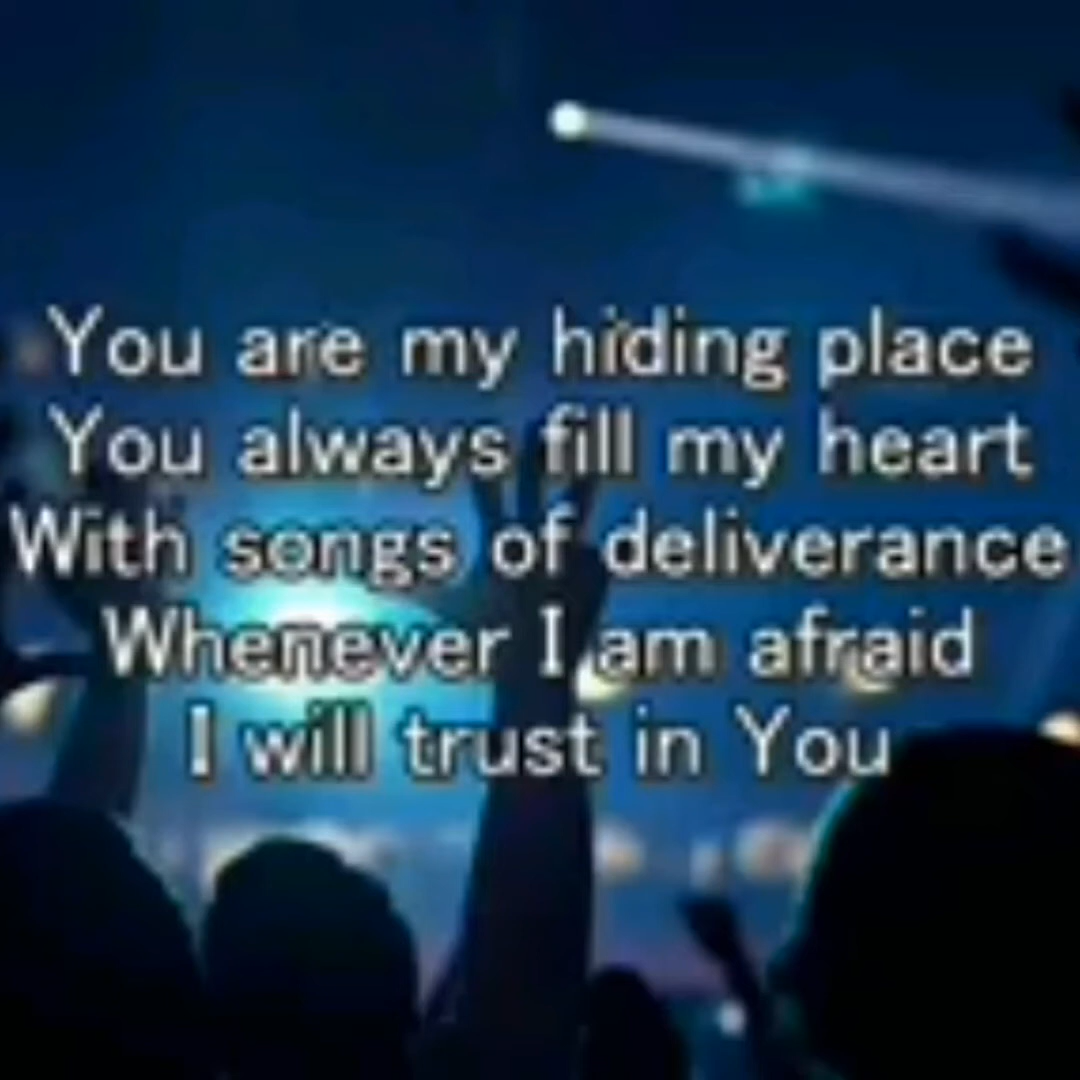 You are my hiding place
You always fill my heart
With songs of deliverance
Whenever I am afraid
I will trust in You